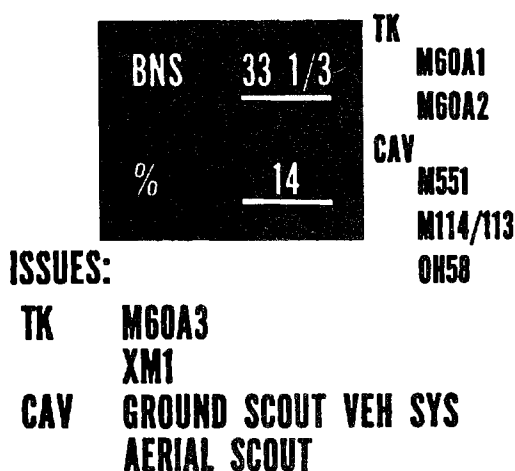 BNS 33 1/3
% 14
TK
M60A1
M60A2
CAV
M551
M114/113
OH58
ISSUES:
TK M60A3
XM1
CAV GROUND SCOUT VEH SYS
AERIAL SCOUT